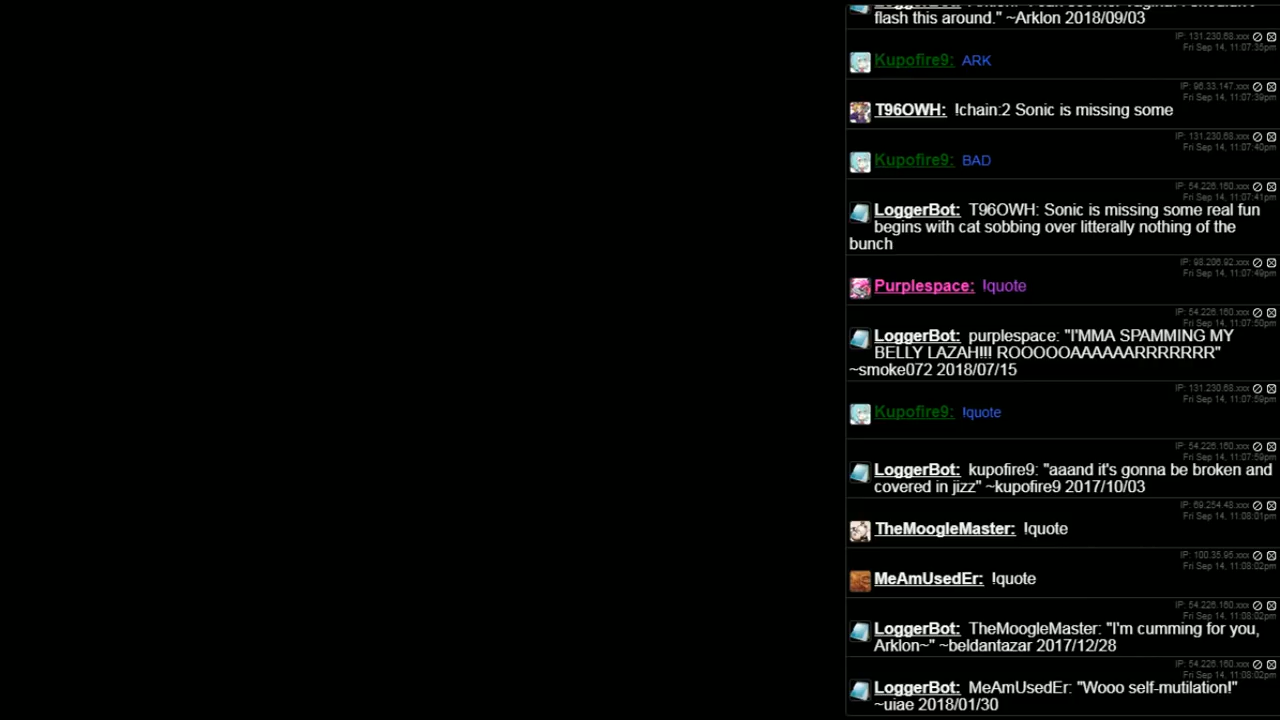 flash this around." ~Arklon 2018/09/03
IP: 131.230.68.xxx
Fri Sep 14, 11:07:35pm
Kupofire9: ARK
IP: 96.33.147.xxx
Fri Sep 14, 11:07:39pm
T96OWH: !chain:2 Sonic is missing some
IP: 131.230.68.xxx
Fri Sep 14, 11:07:40pm
Kupofire9: BAD
IP: 54.226.160.xxx
Fri Sep 14, 11:07:41pm
LoggerBot: T96OWH: Sonic is missing some real fun
begins with cat sobbing over litterally nothing of the
bunch
IP: 98.206.92.xxx
Fri Sep 14, 11:07:49pm
Purplespace: !quote
IP: 54.226.160.xxx
Fri Sep 14, 11:07:50pm
LoggerBot: purplespace: "I'MMA SPAMMING MY
BELLY LAZAH!!! ROOOOOAAAAAARRRRRRR"
~smoke072 2018/07/15
IP: 131.230.68.xxx
Fri Sep 14, 11:07:59pm
Kupofire9: !quote
IP: 54.226.160.xxx
Fri Sep 14, 11:07:59pm
LoggerBot: kupofire9: "aaand it's gonna be broken and
covered in jizz" ~kupofire9 2017/10/03
IP: 69.254.48.xxx
Fri Sep 14, 11:08:01pm
TheMoogleMaster: !quote
IP: 100.35.95.xxx
Fri Sep 14, 11:08:02pm
MeAmUsedEr: !quote
IP: 54.226.160.xxx
Fri Sep 14, 11:08:02pm
LoggerBot: TheMoogleMaster: "I'm cumming for you,
Arklon~" ~beldantazar 2017/12/28
IP: 54.226.160.xxx
Fri Sep 14, 11:08:02pm
LoggerBot: MeAmUsedEr: "Wooo self-mutilation!"
~uiae 2018/01/30